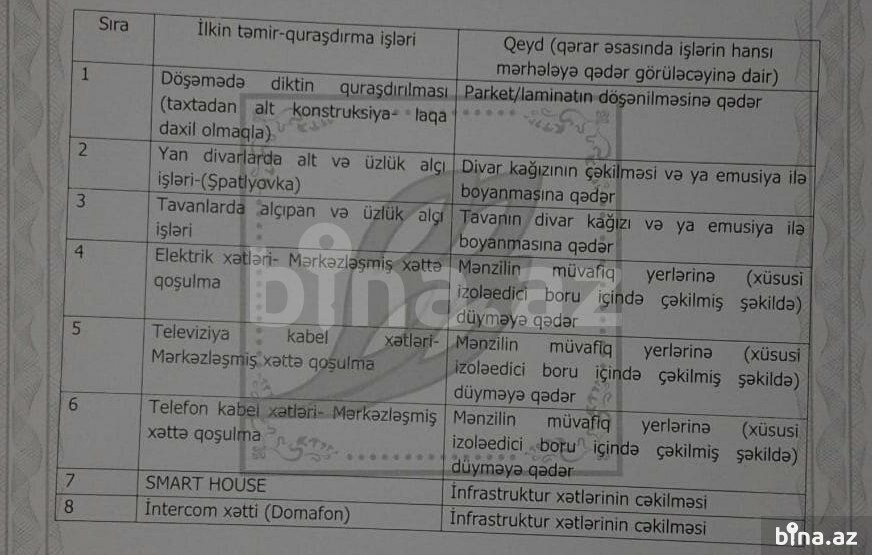 Sıra
İlkin təmir-quraşdırma işləri
Qeyd (qərar əsasında işlərin hansı
mərhələyə qədər görüləcəyinə dair)
1
Döşəmədə diktin quraşdırılması
(taxtadan alt konstruksiya- laqa
daxil olmaqla)
Parket/laminatın döşənilməsinə qədər
2
Yan divarlarda alt və üzlük alçı
işləri-(Şpatlyovka)
Divar kağızının çəkilməsi və ya emusiya ilə
boyanmasına qədər
3
Tavanlarda alçıpan və üzlük alçı
işləri
Tavanın divar kağızı və ya emusiya ilə
boyanmasına qədər
4
Elektrik xətləri- Mərkəzləşmiş xəttə
qoşulma
Mənzilin müvafiq yerlərinə (xüsusi
izoləedici boru içində çəkilmiş şəkildə)
düyməyə qədər
5
Televiziya kabel xətləri-
Mərkəzləşmiş xəttə qoşulma
Mənzilin müvafiq yerlərinə (xüsusi
izoləedici boru içində çəkilmiş şəkildə)
düyməyə qədər
6
Telefon kabel xətləri- Mərkəzləşmiş
xəttə qoşulma
Mənzilin müvafiq yerlərinə (xüsusi
izoləedici boru içində çəkilmiş şəkildə)
düyməyə qədər
7
SMART HOUSE
İnfrastruktur xətlərinin cəkilməsi
8
İntercom xətti (Domafon)
İnfrastruktur xətlərinin cəkilməsi
bina.az
bina.az